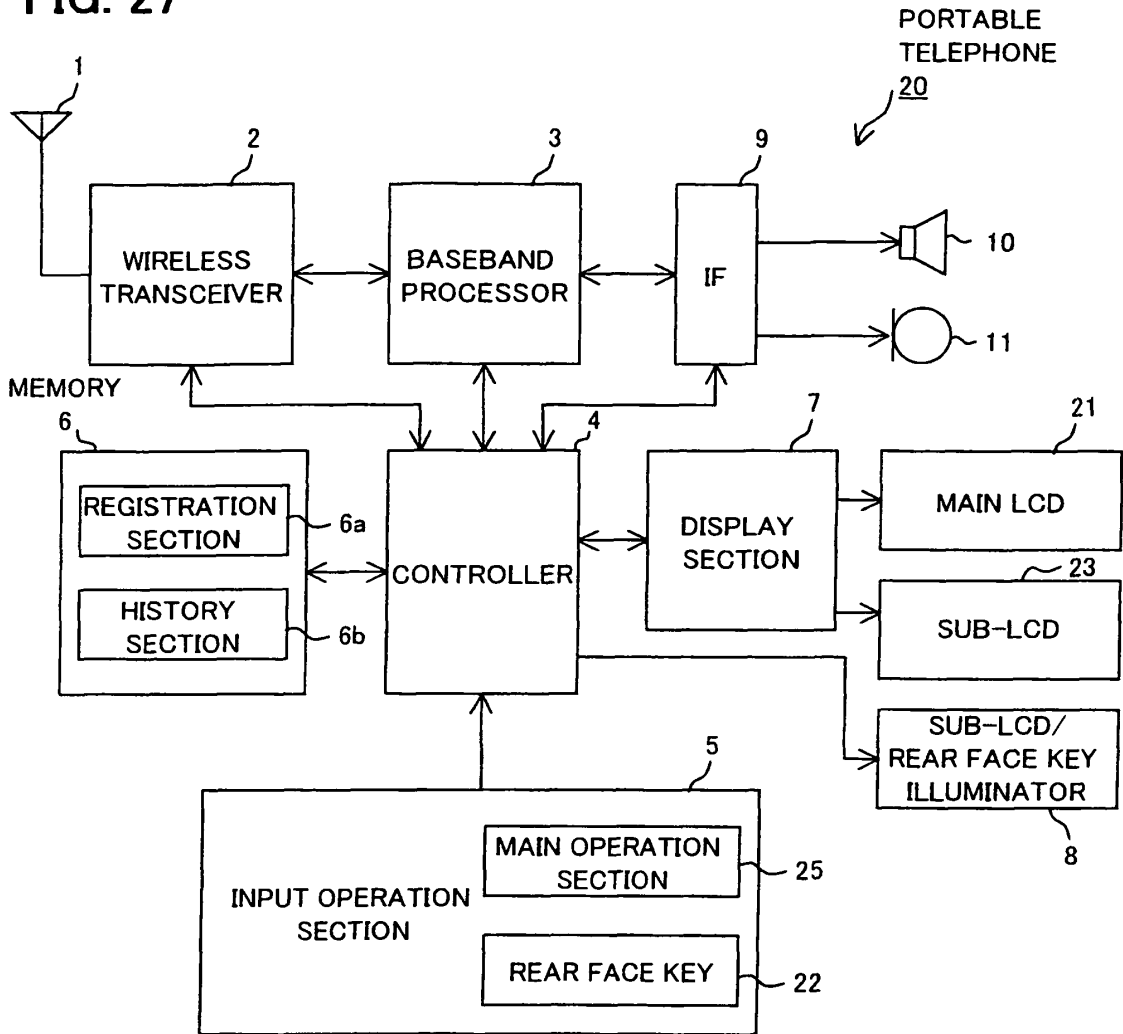 FIG. 27
PORTABLE
TELEPHONE
20
1
2
3
9
WIRELESS
TRANSCEIVER
BASEBAND
PROCESSOR
IF
10
11
MEMORY
6
4
7
21
REGISTRATION
SECTION
6a
HISTORY
SECTION
6b
CONTROLLER
DISPLAY
SECTION
MAIN LCD
23
SUB-LCD
SUB-LCD/
REAR FACE KEY
ILLUMINATOR
8
5
INPUT OPERATION
SECTION
MAIN OPERATION
SECTION
25
REAR FACE KEY
22